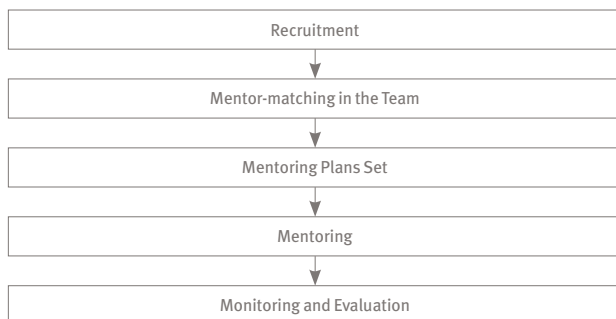 Recruitment
Mentor-matching in the Team
Mentoring Plans Set
Mentoring
Monitoring and Evaluation